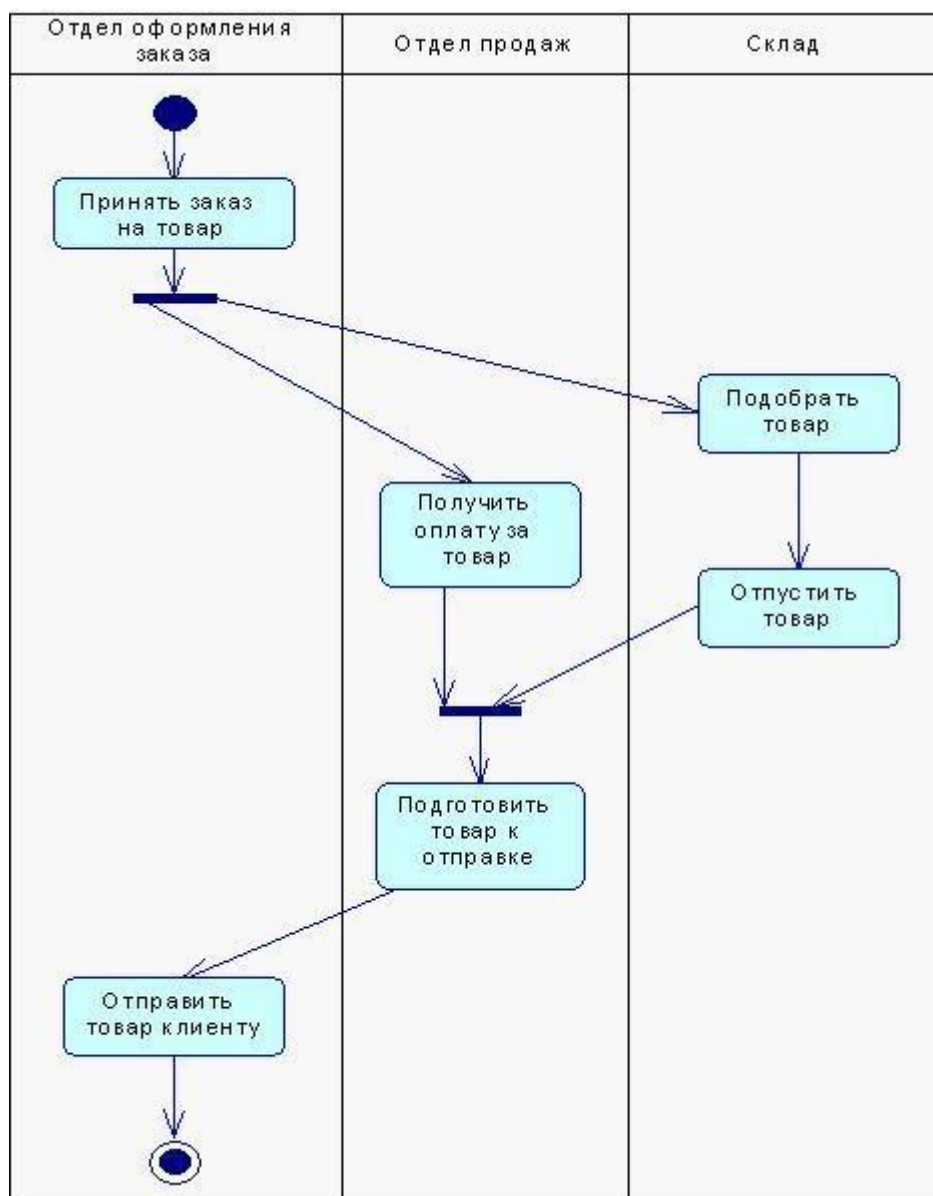 Отдел оформления
заказа
Отдел продаж
Склад
Принять заказ
на товар
Подобрать
товар
Получить
оплату за
товар
Отпустить
товар
Подготовить
товар к
отправке
Отправить
товар клиенту